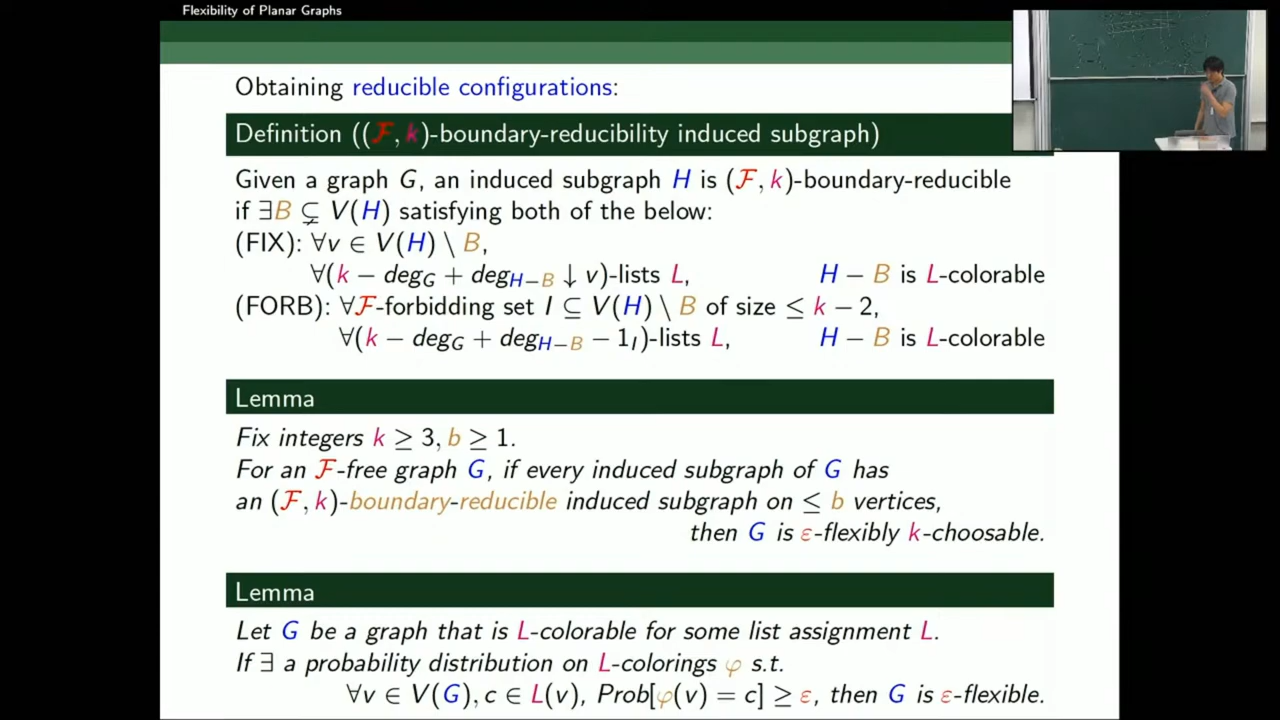 Flexibility of Planar Graphs
Obtaining reducible configurations:
Definition ((ℱ, k)-boundary-reducibility induced subgraph)
Given a graph G, an induced subgraph H is (ℱ, k)-boundary-reducible
if ∃B ⊊ V(H) satisfying both of the below:
(FIX): ∀v ∈ V(H) \ B,
∀(k − deg_G + deg_{H−B} ↓ v)-lists L, H − B is L-colorable
(FORB): ∀ℱ-forbidding set I ⊆ V(H) \ B of size ≤ k − 2,
∀(k − deg_G + deg_{H−B} − 1_I)-lists L, H − B is L-colorable
Lemma
Fix integers k ≥ 3, b ≥ 1.
For an ℱ-free graph G, if every induced subgraph of G has
an (ℱ, k)-boundary-reducible induced subgraph on ≤ b vertices,
then G is ε-flexibly k-choosable.
Lemma
Let G be a graph that is L-colorable for some list assignment L.
If ∃ a probability distribution on L-colorings φ s.t.
∀v ∈ V(G), c ∈ L(v), Prob[φ(v) = c] ≥ ε, then G is ε-flexible.